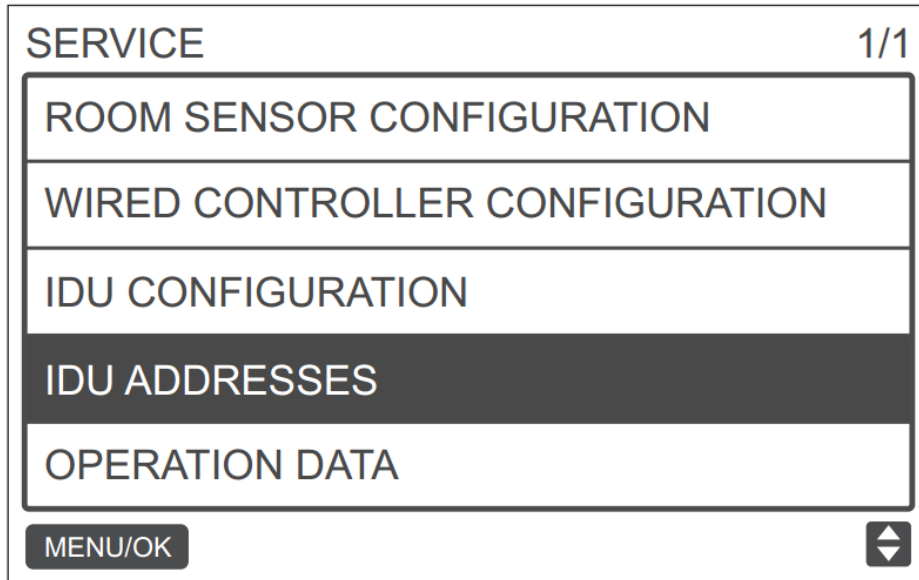 SERVICE 1/1
ROOM SENSOR CONFIGURATION
WIRED CONTROLLER CONFIGURATION
IDU CONFIGURATION
IDU ADDRESSES
OPERATION DATA
MENU/OK